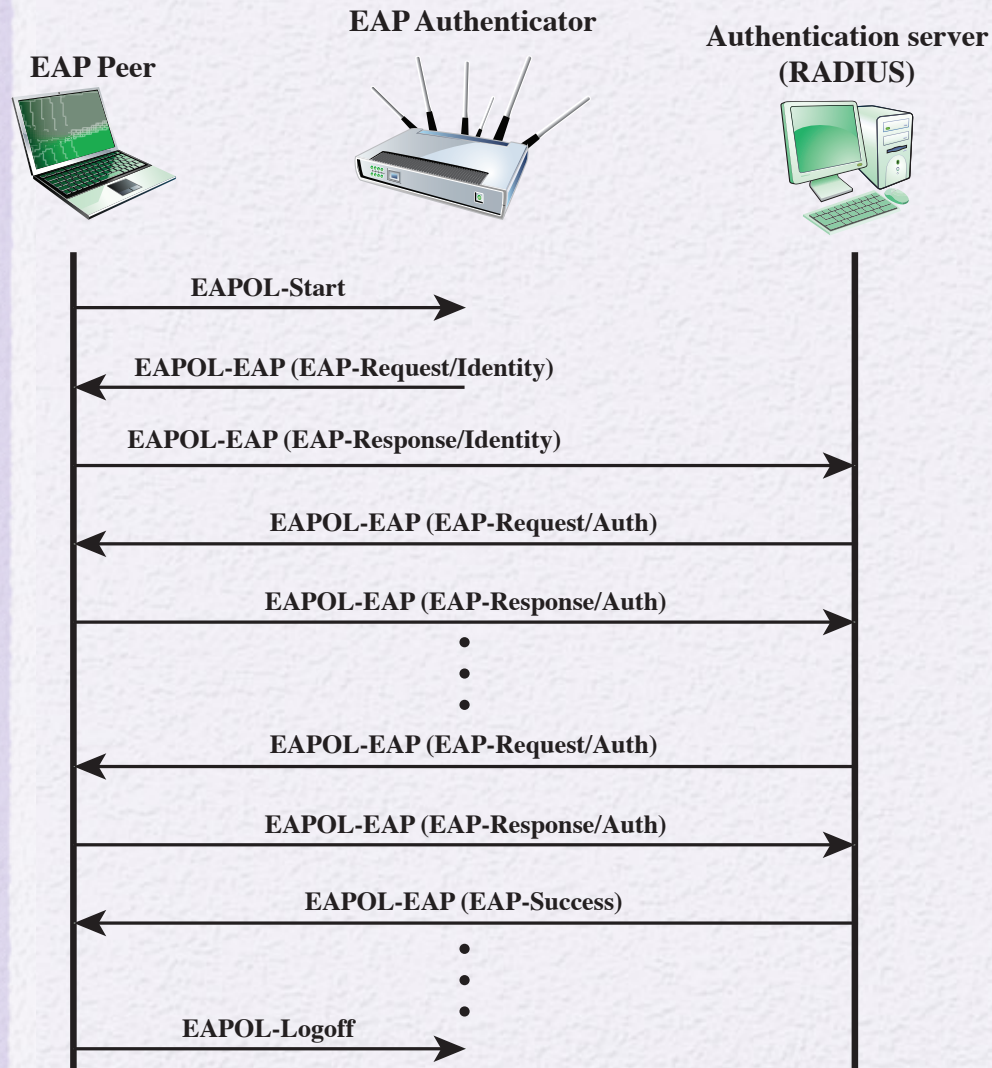 EAP Authenticator
Authentication server
(RADIUS)
EAP Peer
EAPOL-Start
EAPOL-EAP (EAP-Request/Identity)
EAPOL-EAP (EAP-Response/Identity)
EAPOL-EAP (EAP-Request/Auth)
EAPOL-EAP (EAP-Response/Auth)
EAPOL-EAP (EAP-Request/Auth)
EAPOL-EAP (EAP-Response/Auth)
EAPOL-EAP (EAP-Success)
EAPOL-Logoff